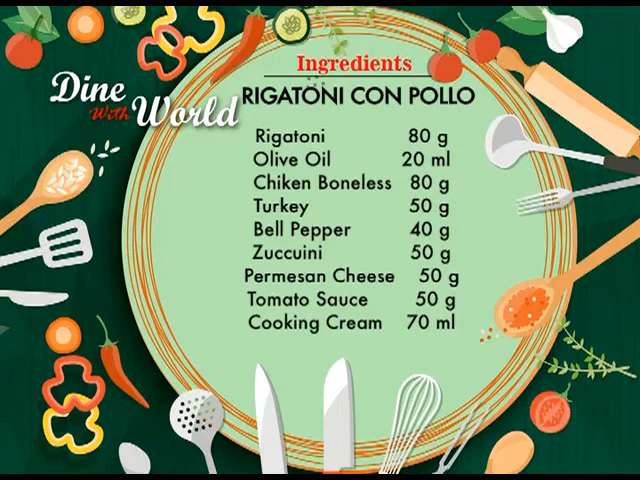 Ingredients
Dine
With World
RIGATONI CON POLLO
Rigatoni 80 g
Olive Oil 20 ml
Chiken Boneless 80 g
Turkey 50 g
Bell Pepper 40 g
Zuccuini 50 g
Permesan Cheese 50 g
Tomato Sauce 50 g
Cooking Cream 70 ml